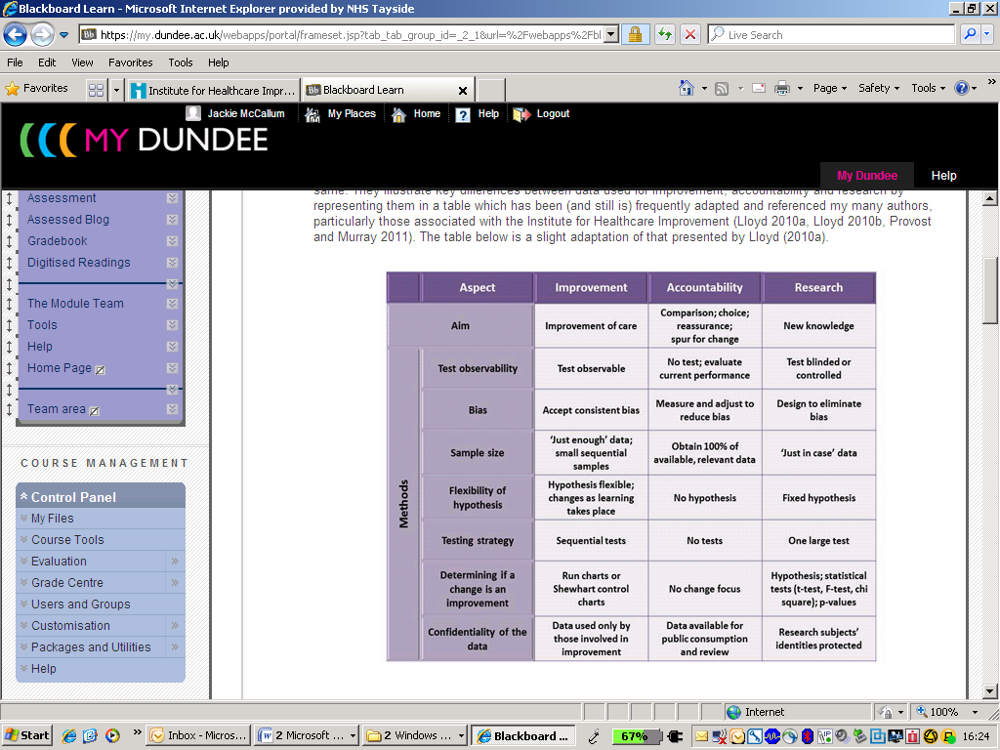 Blackboard Learn - Microsoft Internet Explorer provided by NHS Tayside
https://my.dundee.ac.uk/webapps/portal/frameset.jsp?tab_tab_group_id=_2_1&url=%2Fwebapps%2Fbl
Live Search
File Edit View Favorites Tools Help
Favorites
Institute for Healthcare Impr...
Blackboard Learn
Page Safety Tools
Jackie McCallum My Places Home Help Logout
MY DUNDEE
My Dundee Help
Assessment
Assessed Blog
Gradebook
Digitised Readings
The Module Team
Tools
Help
Home Page
Team area
COURSE MANAGEMENT
Control Panel
My Files
Course Tools
Evaluation
Grade Centre
Users and Groups
Customisation
Packages and Utilities
Help
same. They illustrate key differences between data used for improvement, accountability and research by
representing them in a table which has been (and still is) frequently adapted and referenced my many authors,
particularly those associated with the Institute for Healthcare Improvement (Lloyd 2010a, Lloyd 2010b, Provost
and Murray 2011). The table below is a slight adaptation of that presented by Lloyd (2010a).
Aspect Improvement Accountability Research
Aim
Improvement of care
Comparison; choice;
reassurance;
spur for change
New knowledge
Methods
Test observability
Test observable
No test; evaluate
current performance
Test blinded or
controlled
Bias
Accept consistent bias
Measure and adjust to
reduce bias
Design to eliminate
bias
Sample size
‘Just enough’ data;
small sequential
samples
Obtain 100% of
available, relevant data
‘Just in case’ data
Flexibility of
hypothesis
Hypothesis flexible;
changes as learning
takes place
No hypothesis
Fixed hypothesis
Testing strategy
Sequential tests
No tests
One large test
Determining if a
change is an
improvement
Run charts or
Shewhart control
charts
No change focus
Hypothesis; statistical
tests (t-test, F-test, chi
square); p-values
Confidentiality of the
data
Data used only by
those involved in
improvement
Data available for
public consumption
and review
Research subjects’
identities protected
Internet
100%
Start
Inbox - Micros...
2 Microsoft ...
2 Windows ...
Blackboard ...
67%
16:24